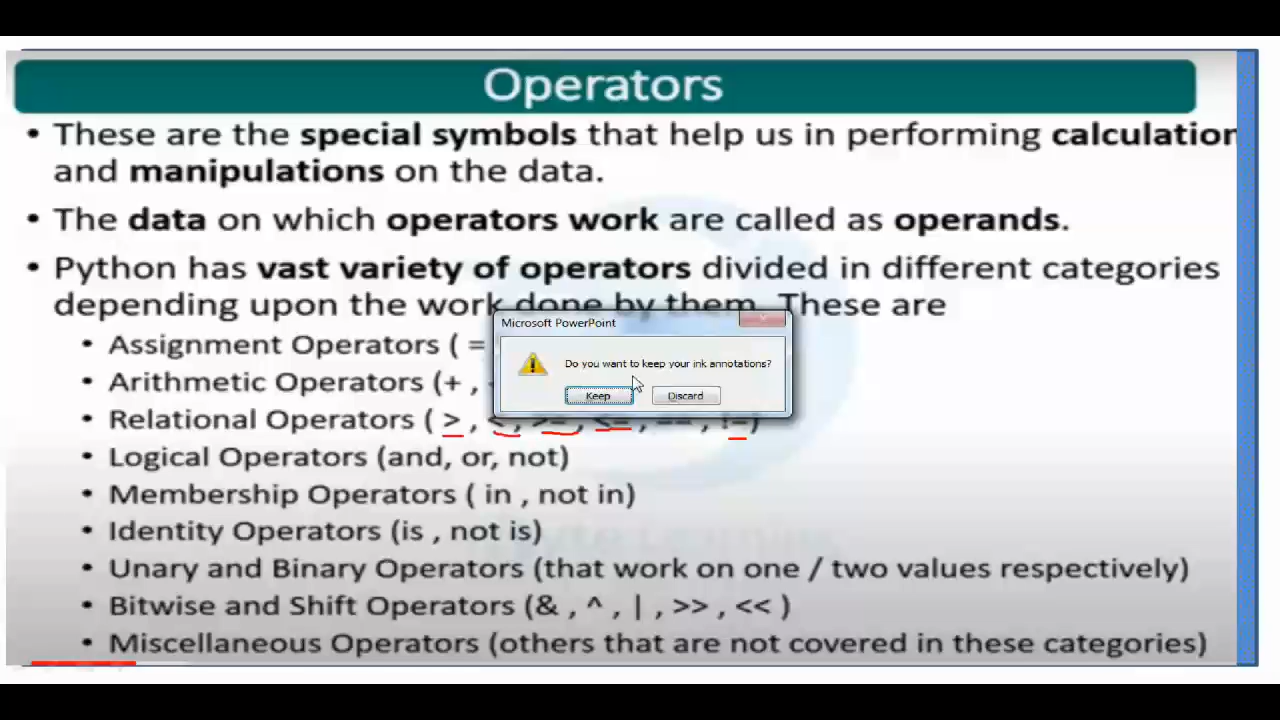 Operators
• These are the special symbols that help us in performing calculation
and manipulations on the data.
• The data on which operators work are called as operands.
• Python has vast variety of operators divided in different categories
depending upon the work done by them. These are
Microsoft PowerPoint
Do you want to keep your ink annotations?
Keep Discard
• Assignment Operators ( =
• Arithmetic Operators (+ ,
• Relational Operators ( > , < , >= , <= , == , != )
• Logical Operators (and, or, not)
• Membership Operators ( in , not in)
• Identity Operators (is , not is)
• Unary and Binary Operators (that work on one / two values respectively)
• Bitwise and Shift Operators (& , ^ , | , >> , << )
• Miscellaneous Operators (others that are not covered in these categories)